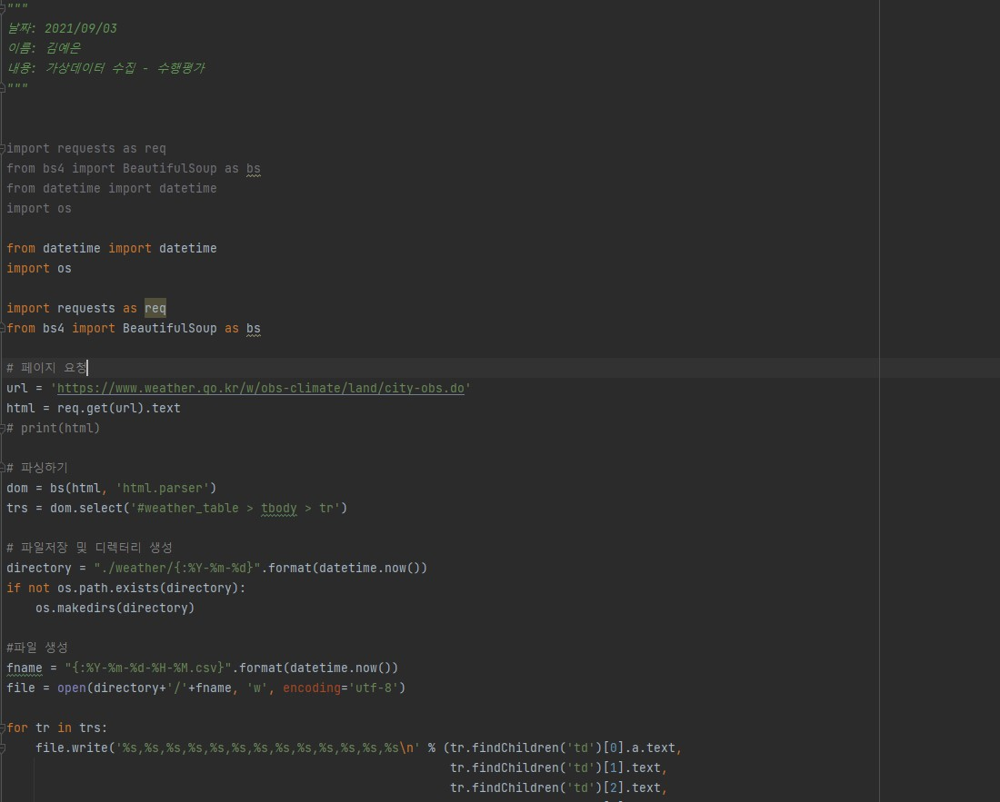 """
날짜: 2021/09/03
이름: 김예은
내용: 가상데이터 수집 - 수행평가
"""
import requests as req
from bs4 import BeautifulSoup as bs
from datetime import datetime
import os
from datetime import datetime
import os
import requests as req
from bs4 import BeautifulSoup as bs
# 페이지 요청
url = 'https://www.weather.go.kr/w/obs-climate/land/city-obs.do'
html = req.get(url).text
# print(html)
# 파싱하기
dom = bs(html, 'html.parser')
trs = dom.select('#weather_table > tbody > tr')
# 파일저장 및 디렉터리 생성
directory = "./weather/{:%Y-%m-%d}".format(datetime.now())
if not os.path.exists(directory):
    os.makedirs(directory)
#파일 생성
fname = "{:%Y-%m-%d-%H-%M.csv}".format(datetime.now())
file = open(directory+'/'+fname, 'w', encoding='utf-8')
for tr in trs:
    file.write('%s,%s,%s,%s,%s,%s,%s,%s,%s,%s,%s,%s,%s\n' % (tr.findChildren('td')[0].a.text,
tr.findChildren('td')[1].text,
tr.findChildren('td')[2].text,